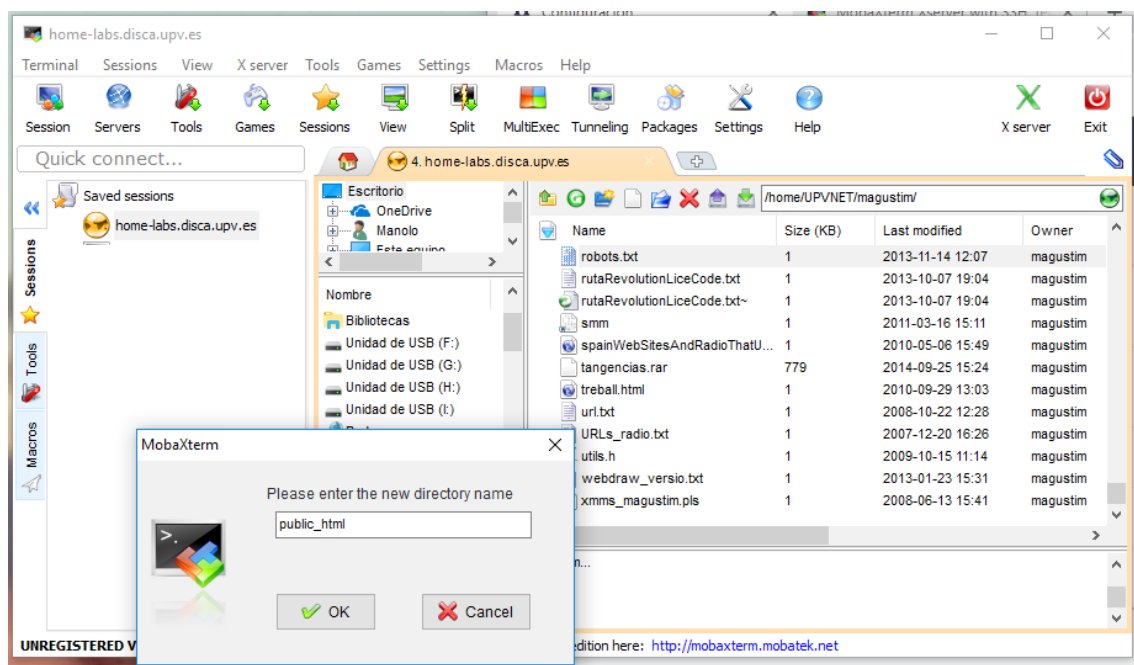 home-labs.disca.upv.es
Terminal Sessions View X server Tools Games Settings Macros Help
Session Servers Tools Games Sessions View Split MultiExec Tunneling Packages Settings Help X server Exit
Quick connect...
4. home-labs.disca.upv.es
Saved sessions
home-labs.disca.upv.es
Sessions
Tools
Macros
Escritorio
OneDrive
Manolo
Este equipo
Nombre
Bibliotecas
Unidad de USB (F:)
Unidad de USB (G:)
Unidad de USB (H:)
Unidad de USB (I:)
/home/UPVNET/magustim/
Name Size (KB) Last modified Owner
robots.txt 1 2013-11-14 12:07 magustim
rutaRevolutionLiceCode.txt 1 2013-10-07 19:04 magustim
rutaRevolutionLiceCode.txt~ 1 2013-10-07 19:04 magustim
smm 1 2011-03-16 15:11 magustim
spainWebSitesAndRadioThatU... 1 2010-05-06 15:49 magustim
tangencias.rar 779 2014-09-25 15:24 magustim
treball.html 1 2010-09-29 13:03 magustim
url.txt 1 2008-10-22 12:28 magustim
URLs_radio.txt 1 2007-12-20 16:26 magustim
utils.h 1 2009-10-15 11:14 magustim
webdraw_versio.txt 1 2013-01-23 15:31 magustim
xmms_magustim.pls 1 2008-06-13 15:41 magustim
MobaXterm
Please enter the new directory name
public_html
OK Cancel
UNREGISTERED V
edition here: http://mobaxterm.mobatek.net